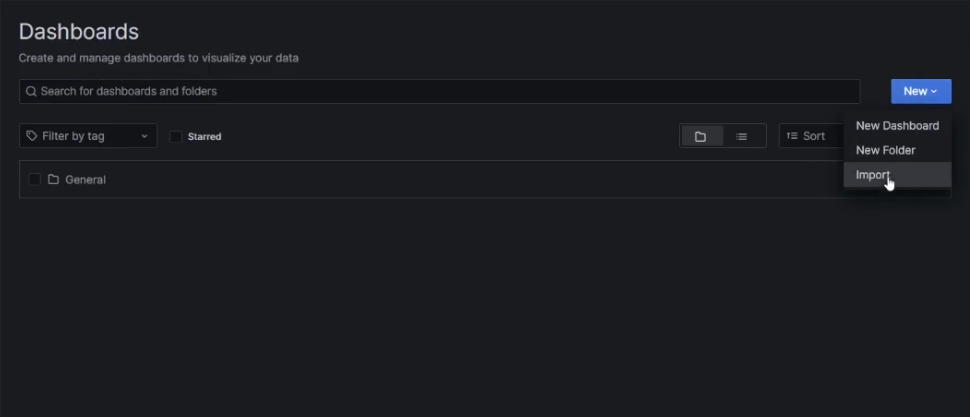 Dashboards
Create and manage dashboards to visualize your data
Search for dashboards and folders
New
Filter by tag
Starred
Sort
New Dashboard
New Folder
Import
General